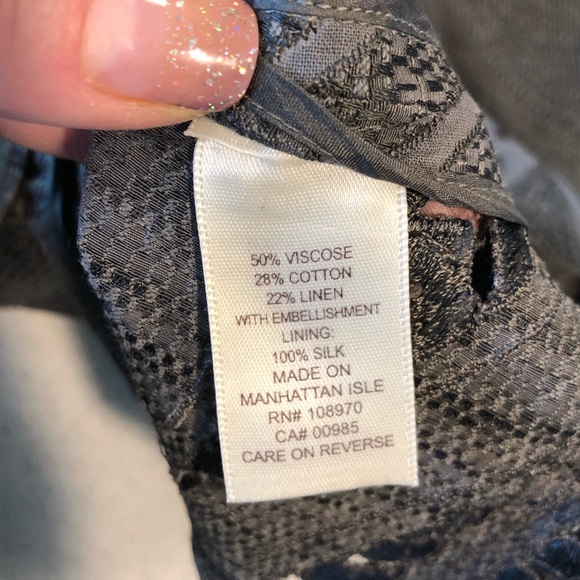 50% VISCOSE
28% COTTON
22% LINEN
WITH EMBELLISHMENT
LINING:
100% SILK
MADE ON
MANHATTAN ISLE
RN# 108970
CA# 00985
CARE ON REVERSE